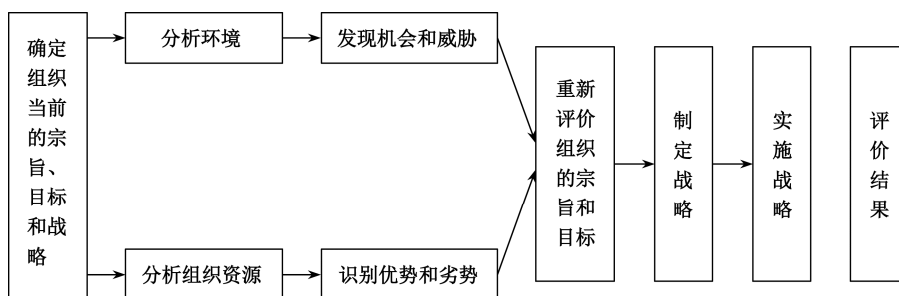 确定
组织
当前
的宗
旨、
目标
和战
略
分析环境
发现机会和威胁
分析组织资源
识别优势和劣势
重新
评价
组织
的宗
旨和
目标
制
定
战
略
实
施
战
略
评
价
结
果